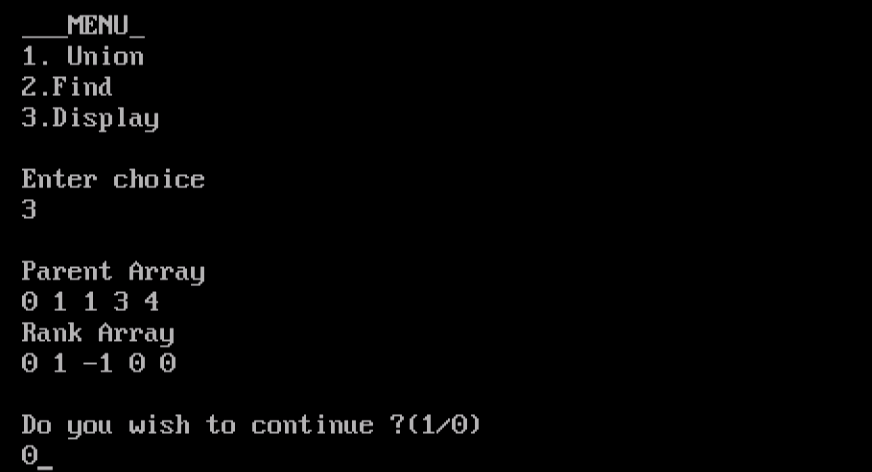 ___MENU_
1. Union
2.Find
3.Display
Enter choice
3
Parent Array
0 1 1 3 4
Rank Array
0 1 -1 0 0
Do you wish to continue ?(1/0)
0_